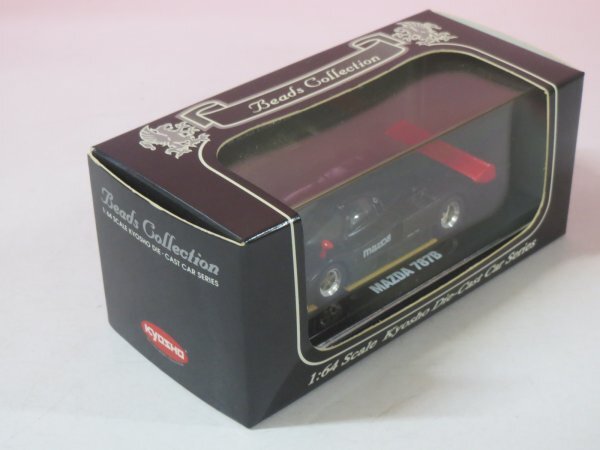 Beads Collection
Beads Collection
1:64 SCALE KYOSHO DIE-CAST CAR SERIES
KYOSHO
mazda
MAZDA 787B
1:64 Scale Kyosho Die-Cast Car Series